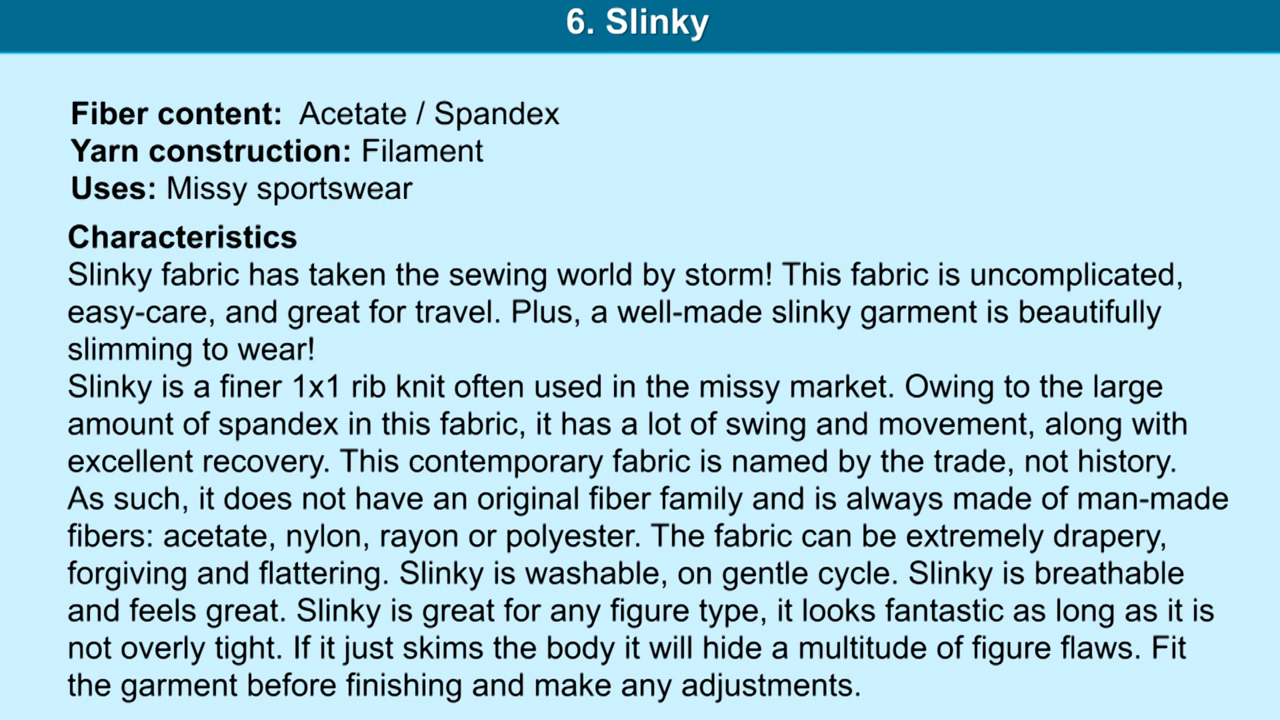 6. Slinky
Fiber content: Acetate / Spandex
Yarn construction: Filament
Uses: Missy sportswear
Characteristics
Slinky fabric has taken the sewing world by storm! This fabric is uncomplicated,
easy-care, and great for travel. Plus, a well-made slinky garment is beautifully
slimming to wear!
Slinky is a finer 1x1 rib knit often used in the missy market. Owing to the large
amount of spandex in this fabric, it has a lot of swing and movement, along with
excellent recovery. This contemporary fabric is named by the trade, not history.
As such, it does not have an original fiber family and is always made of man-made
fibers: acetate, nylon, rayon or polyester. The fabric can be extremely drapery,
forgiving and flattering. Slinky is washable, on gentle cycle. Slinky is breathable
and feels great. Slinky is great for any figure type, it looks fantastic as long as it is
not overly tight. If it just skims the body it will hide a multitude of figure flaws. Fit
the garment before finishing and make any adjustments.